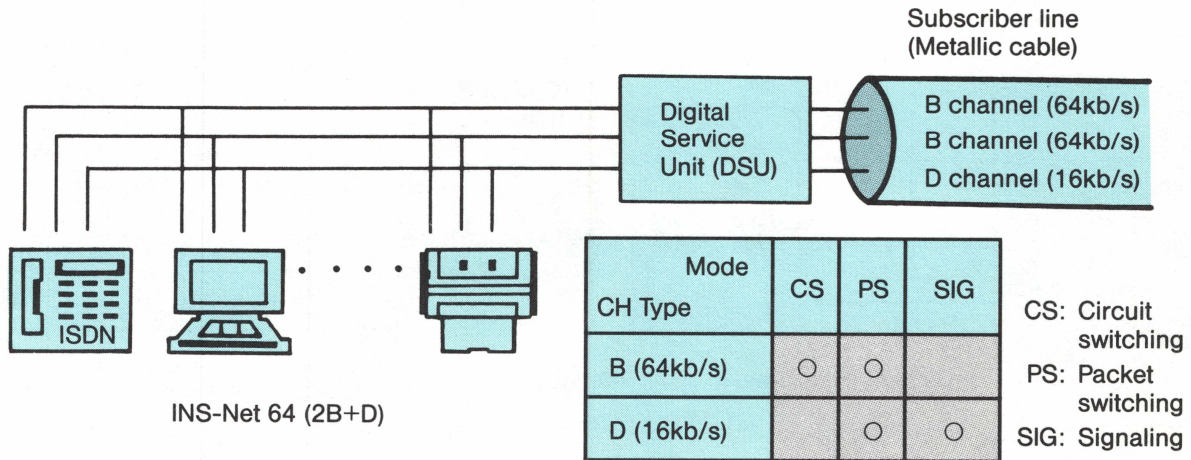 Subscriber line
(Metallic cable)
Digital
Service
Unit (DSU)
B channel (64kb/s)
B channel (64kb/s)
D channel (16kb/s)
ISDN
INS-Net 64 (2B+D)
Mode
CH Type
CS
PS
SIG
B (64kb/s)
○ ○
D (16kb/s)
○ ○
CS: Circuit
switching
PS: Packet
switching
SIG: Signaling